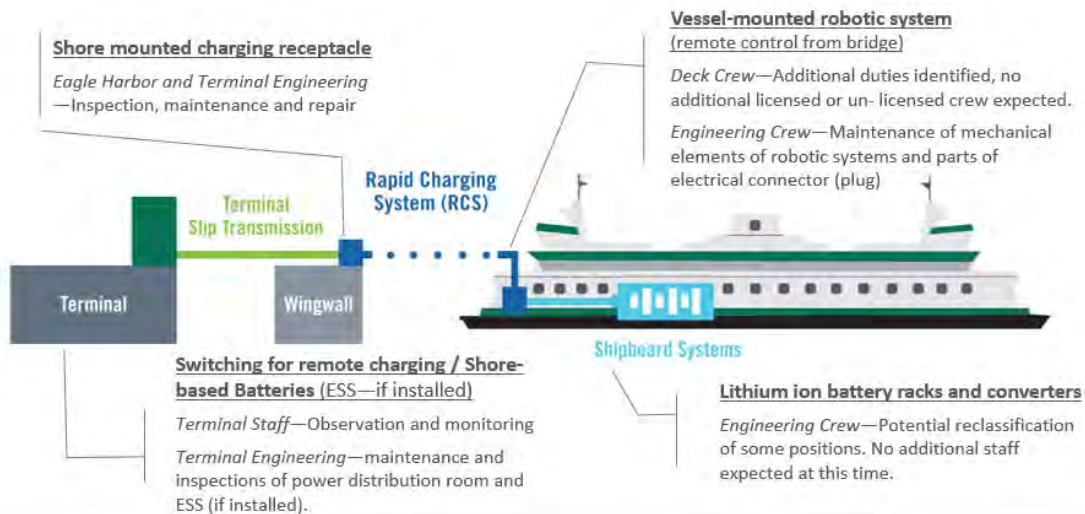 Shore mounted charging receptacle
Eagle Harbor and Terminal Engineering
—Inspection, maintenance and repair
Vessel-mounted robotic system
(remote control from bridge)
Deck Crew—Additional duties identified, no
additional licensed or un- licensed crew expected.
Engineering Crew—Maintenance of mechanical
elements of robotic systems and parts of
electrical connector (plug)
Rapid Charging
System (RCS)
Terminal
Slip Transmission
Terminal
Wingwall
Shipboard Systems
Switching for remote charging / Shore-
based Batteries (ESS—if installed)
Terminal Staff—Observation and monitoring
Terminal Engineering—maintenance and
inspections of power distribution room and
ESS (if installed).
Lithium ion battery racks and converters
Engineering Crew—Potential reclassification
of some positions. No additional staff
expected at this time.